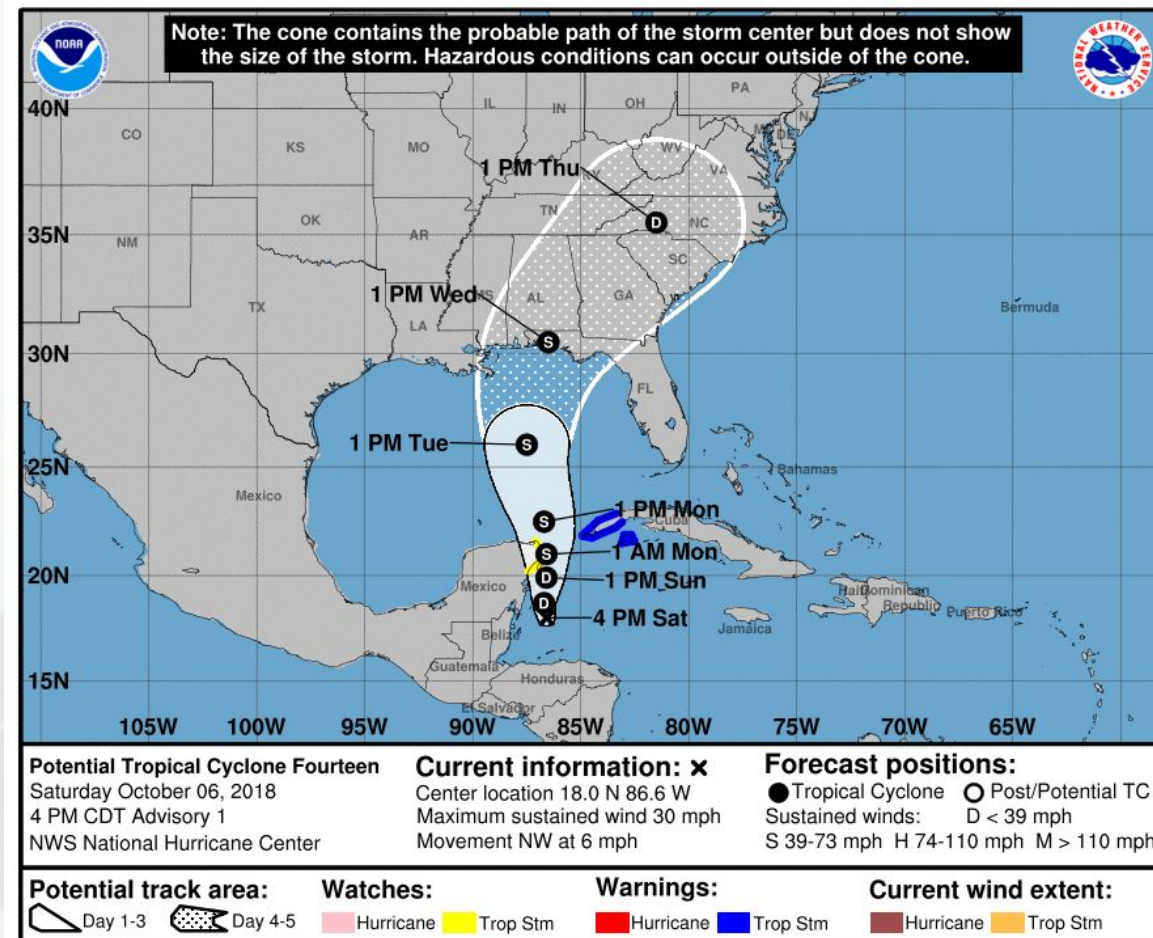 Note: The cone contains the probable path of the storm center but does not show
the size of the storm. Hazardous conditions can occur outside of the cone.
NOAA
NATIONAL WEATHER SERVICE
40N
35N
30N
25N
20N
15N
CO
KS
MO
IL
IN
OH
PA
WV
VA
KY
1 PM Thu
NM
OK
AR
TN
NC
SC
1 PM Wed
MS
AL
GA
TX
LA
Bermuda
FL
1 PM Tue
Bahamas
Mexico
1 PM Mon
Cuba
1 AM Mon
1 PM Sun
Mexico
Haiti
Dominican
Republic
Puerto Rico
4 PM Sat
Jamaica
Belize
Guatemala
Honduras
El Salvador
D
S
S
S
S
D
D
105W 100W 95W 90W 85W 80W 75W 70W 65W
Potential Tropical Cyclone Fourteen
Saturday October 06, 2018
4 PM CDT Advisory 1
NWS National Hurricane Center
Current information: ×
Center location 18.0 N 86.6 W
Maximum sustained wind 30 mph
Movement NW at 6 mph
Forecast positions:
Tropical Cyclone Post/Potential TC
Sustained winds: D < 39 mph
S 39-73 mph H 74-110 mph M > 110 mph
Potential track area:
Day 1-3 Day 4-5
Watches:
Hurricane Trop Stm
Warnings:
Hurricane Trop Stm
Current wind extent:
Hurricane Trop Stm